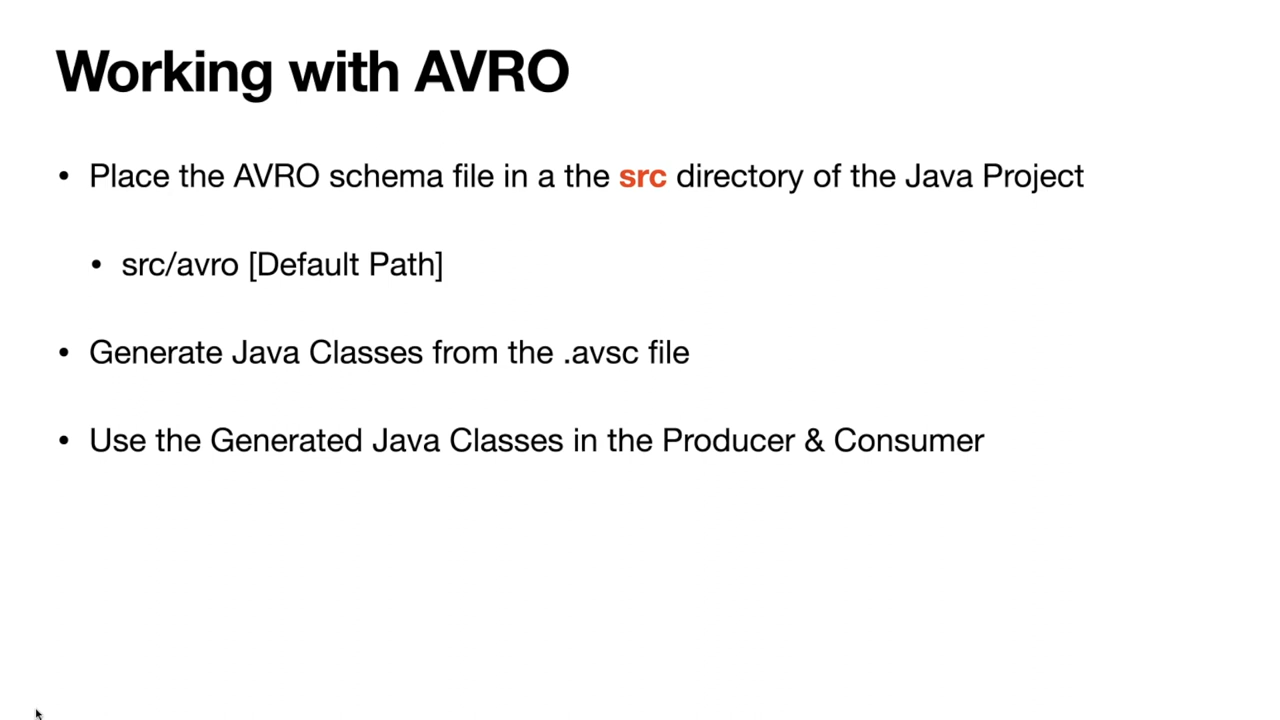 Working with AVRO
• Place the AVRO schema file in a the src directory of the Java Project
• src/avro [Default Path]
• Generate Java Classes from the .avsc file
• Use the Generated Java Classes in the Producer & Consumer